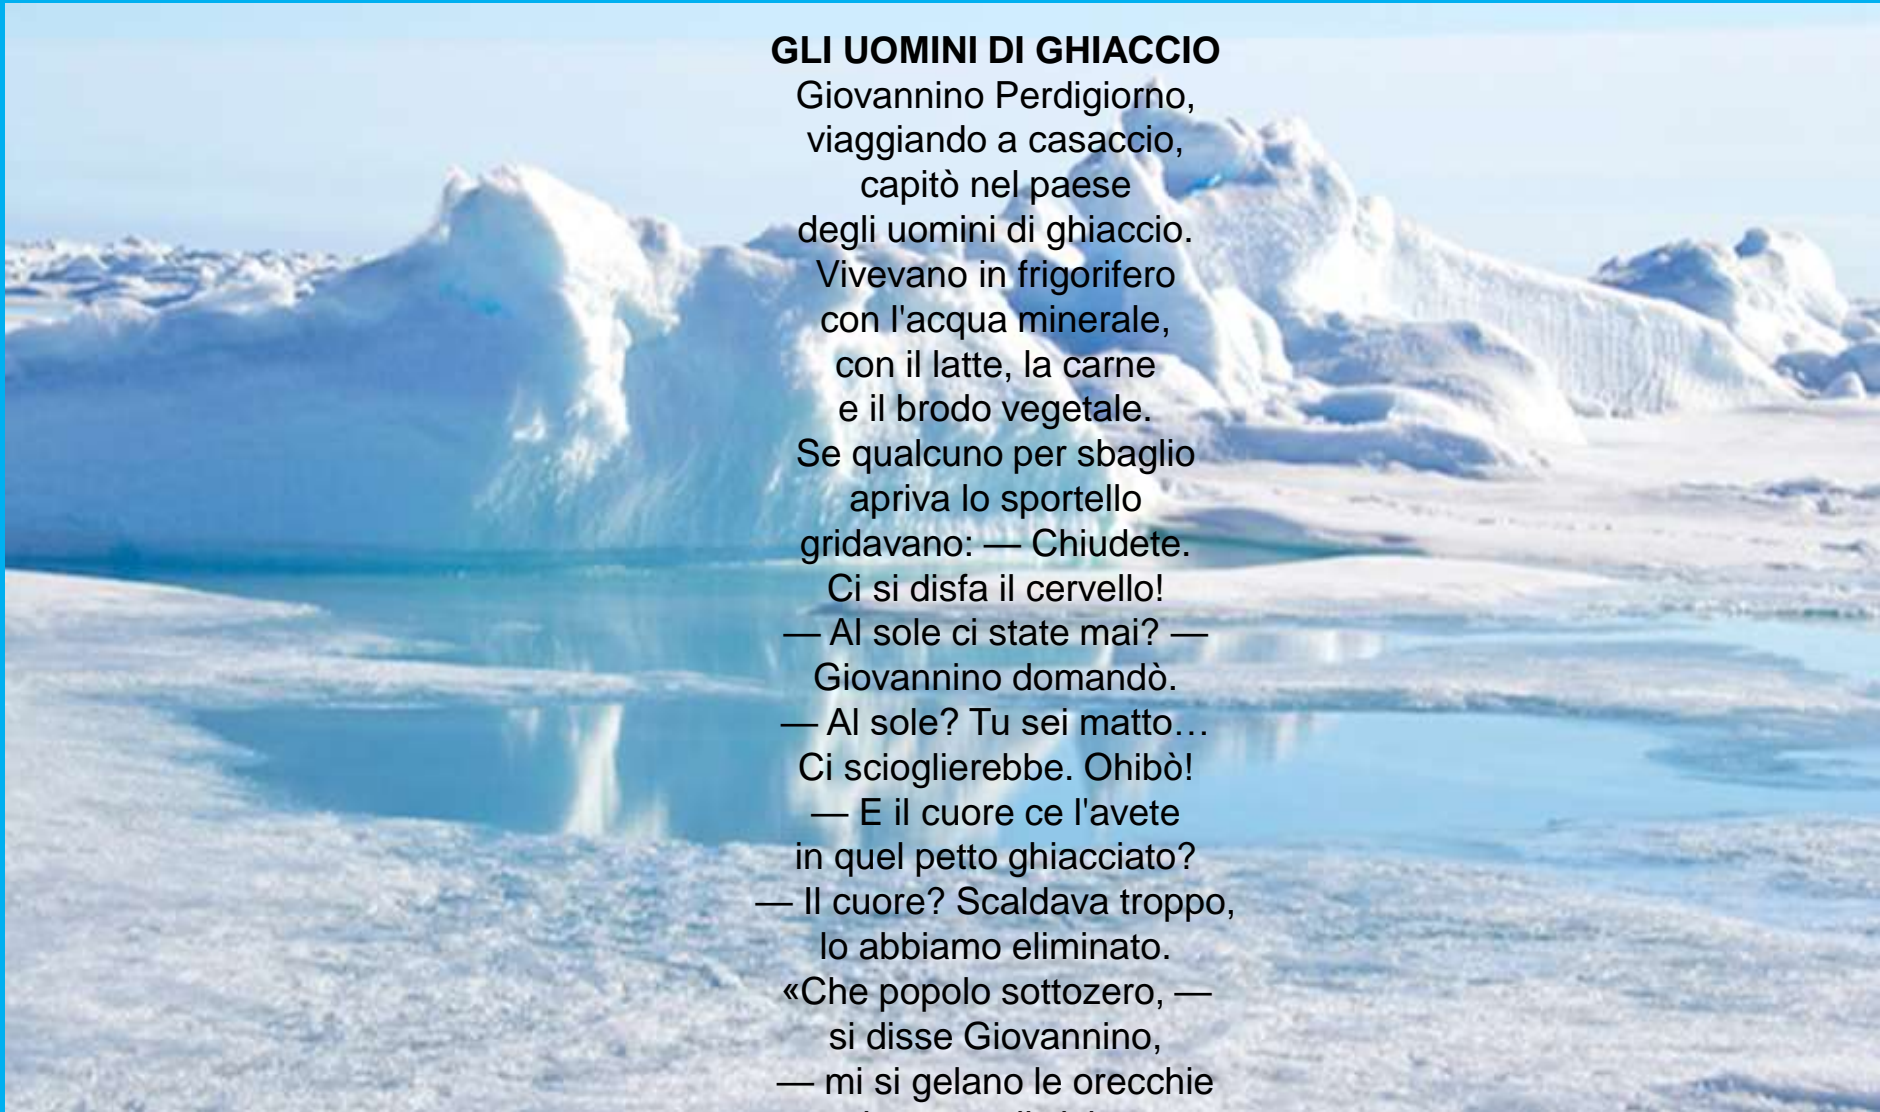 GLI UOMINI DI GHIACCIO
Giovannino Perdigiorno,
viaggiando a casaccio,
capitò nel paese
degli uomini di ghiaccio.
Vivevano in frigorifero
con l'acqua minerale,
con il latte, la carne
e il brodo vegetale.
Se qualcuno per sbaglio
apriva lo sportello
gridavano: — Chiudete.
Ci si disfa il cervello!
— Al sole ci state mai? —
Giovannino domandò.
— Al sole? Tu sei matto…
Ci scioglierebbe. Ohibò!
— E il cuore ce l'avete
in quel petto ghiacciato?
— Il cuore? Scaldava troppo,
lo abbiamo eliminato.
«Che popolo sottozero, —
si disse Giovannino,
— mi si gelano le orecchie